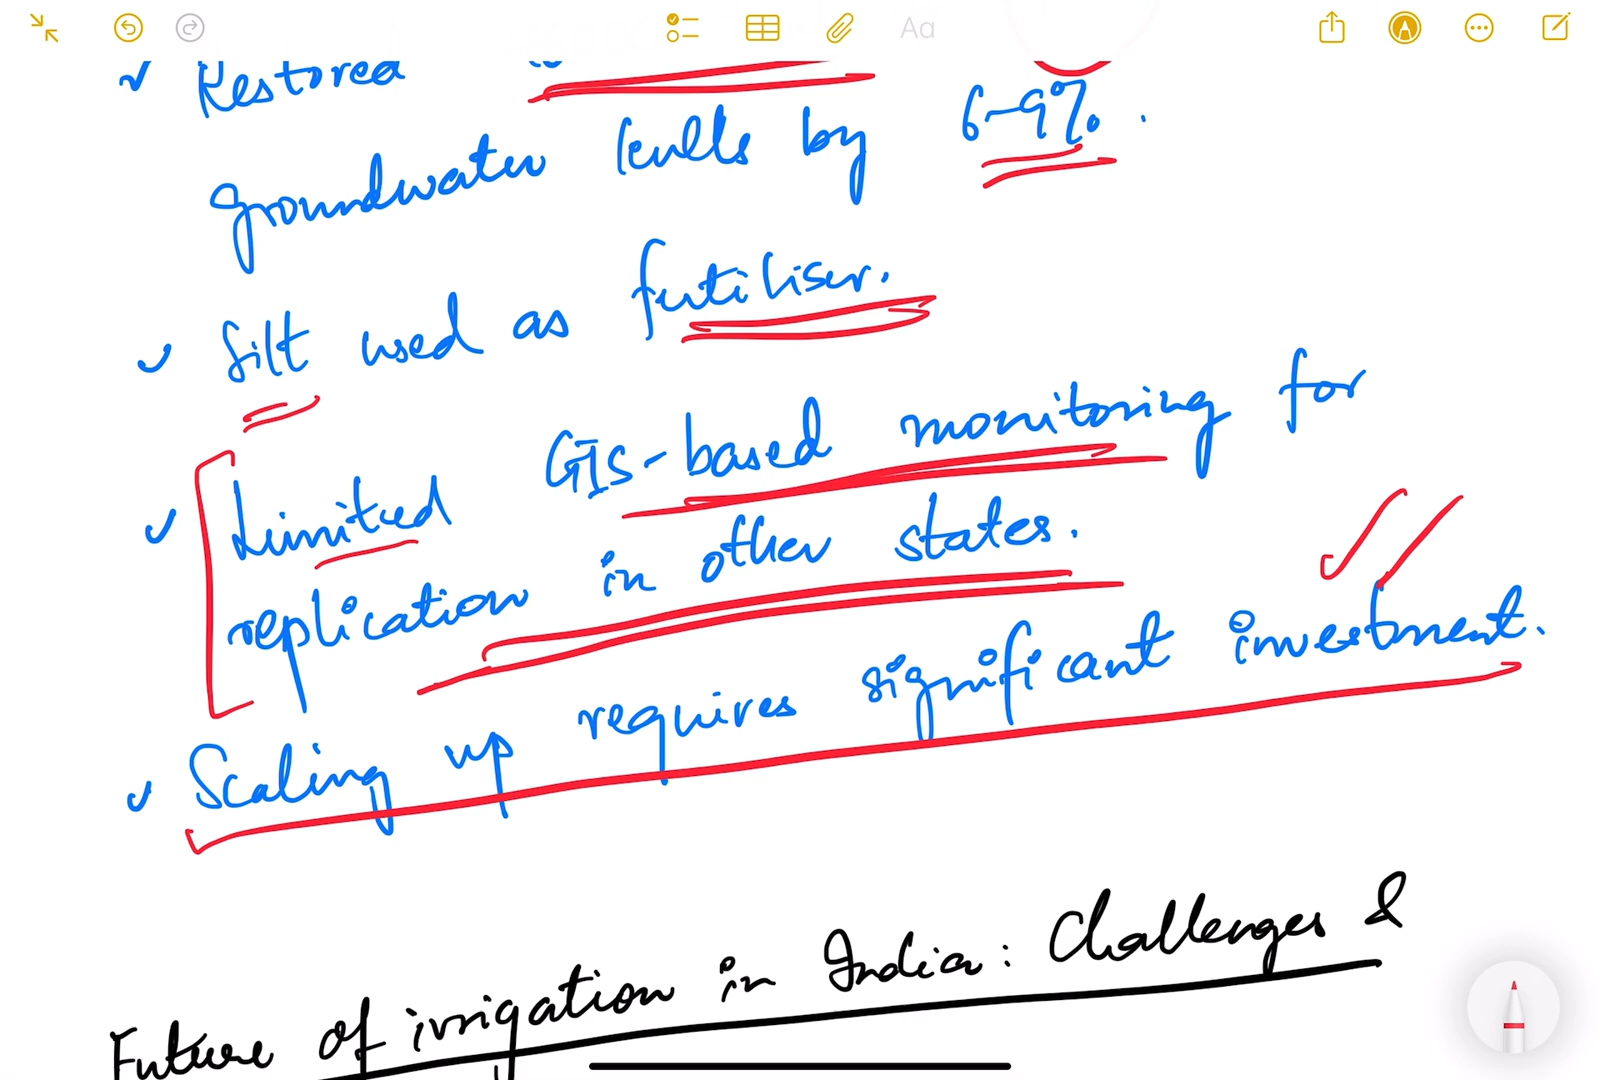 Aa
✓ Restored
groundwater levels by 6-9%.
✓ Silt used as fertiliser.
✓ Limited GIS-based monitoring for
replication in other states.
✓ Scaling up requires significant investment.
Future of irrigation in India: Challenges &